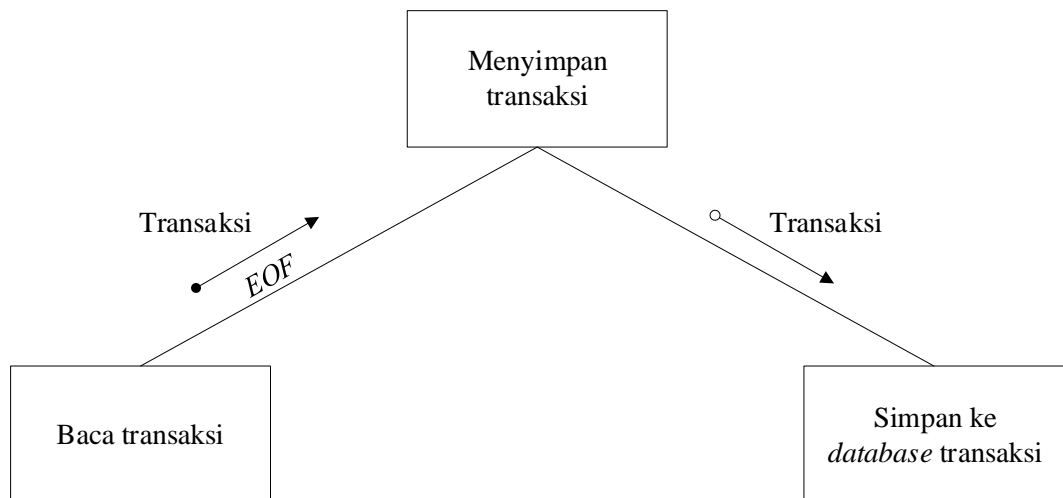 Menyimpan
transaksi
Transaksi
EOF
Transaksi
Baca transaksi
Simpan ke
database transaksi